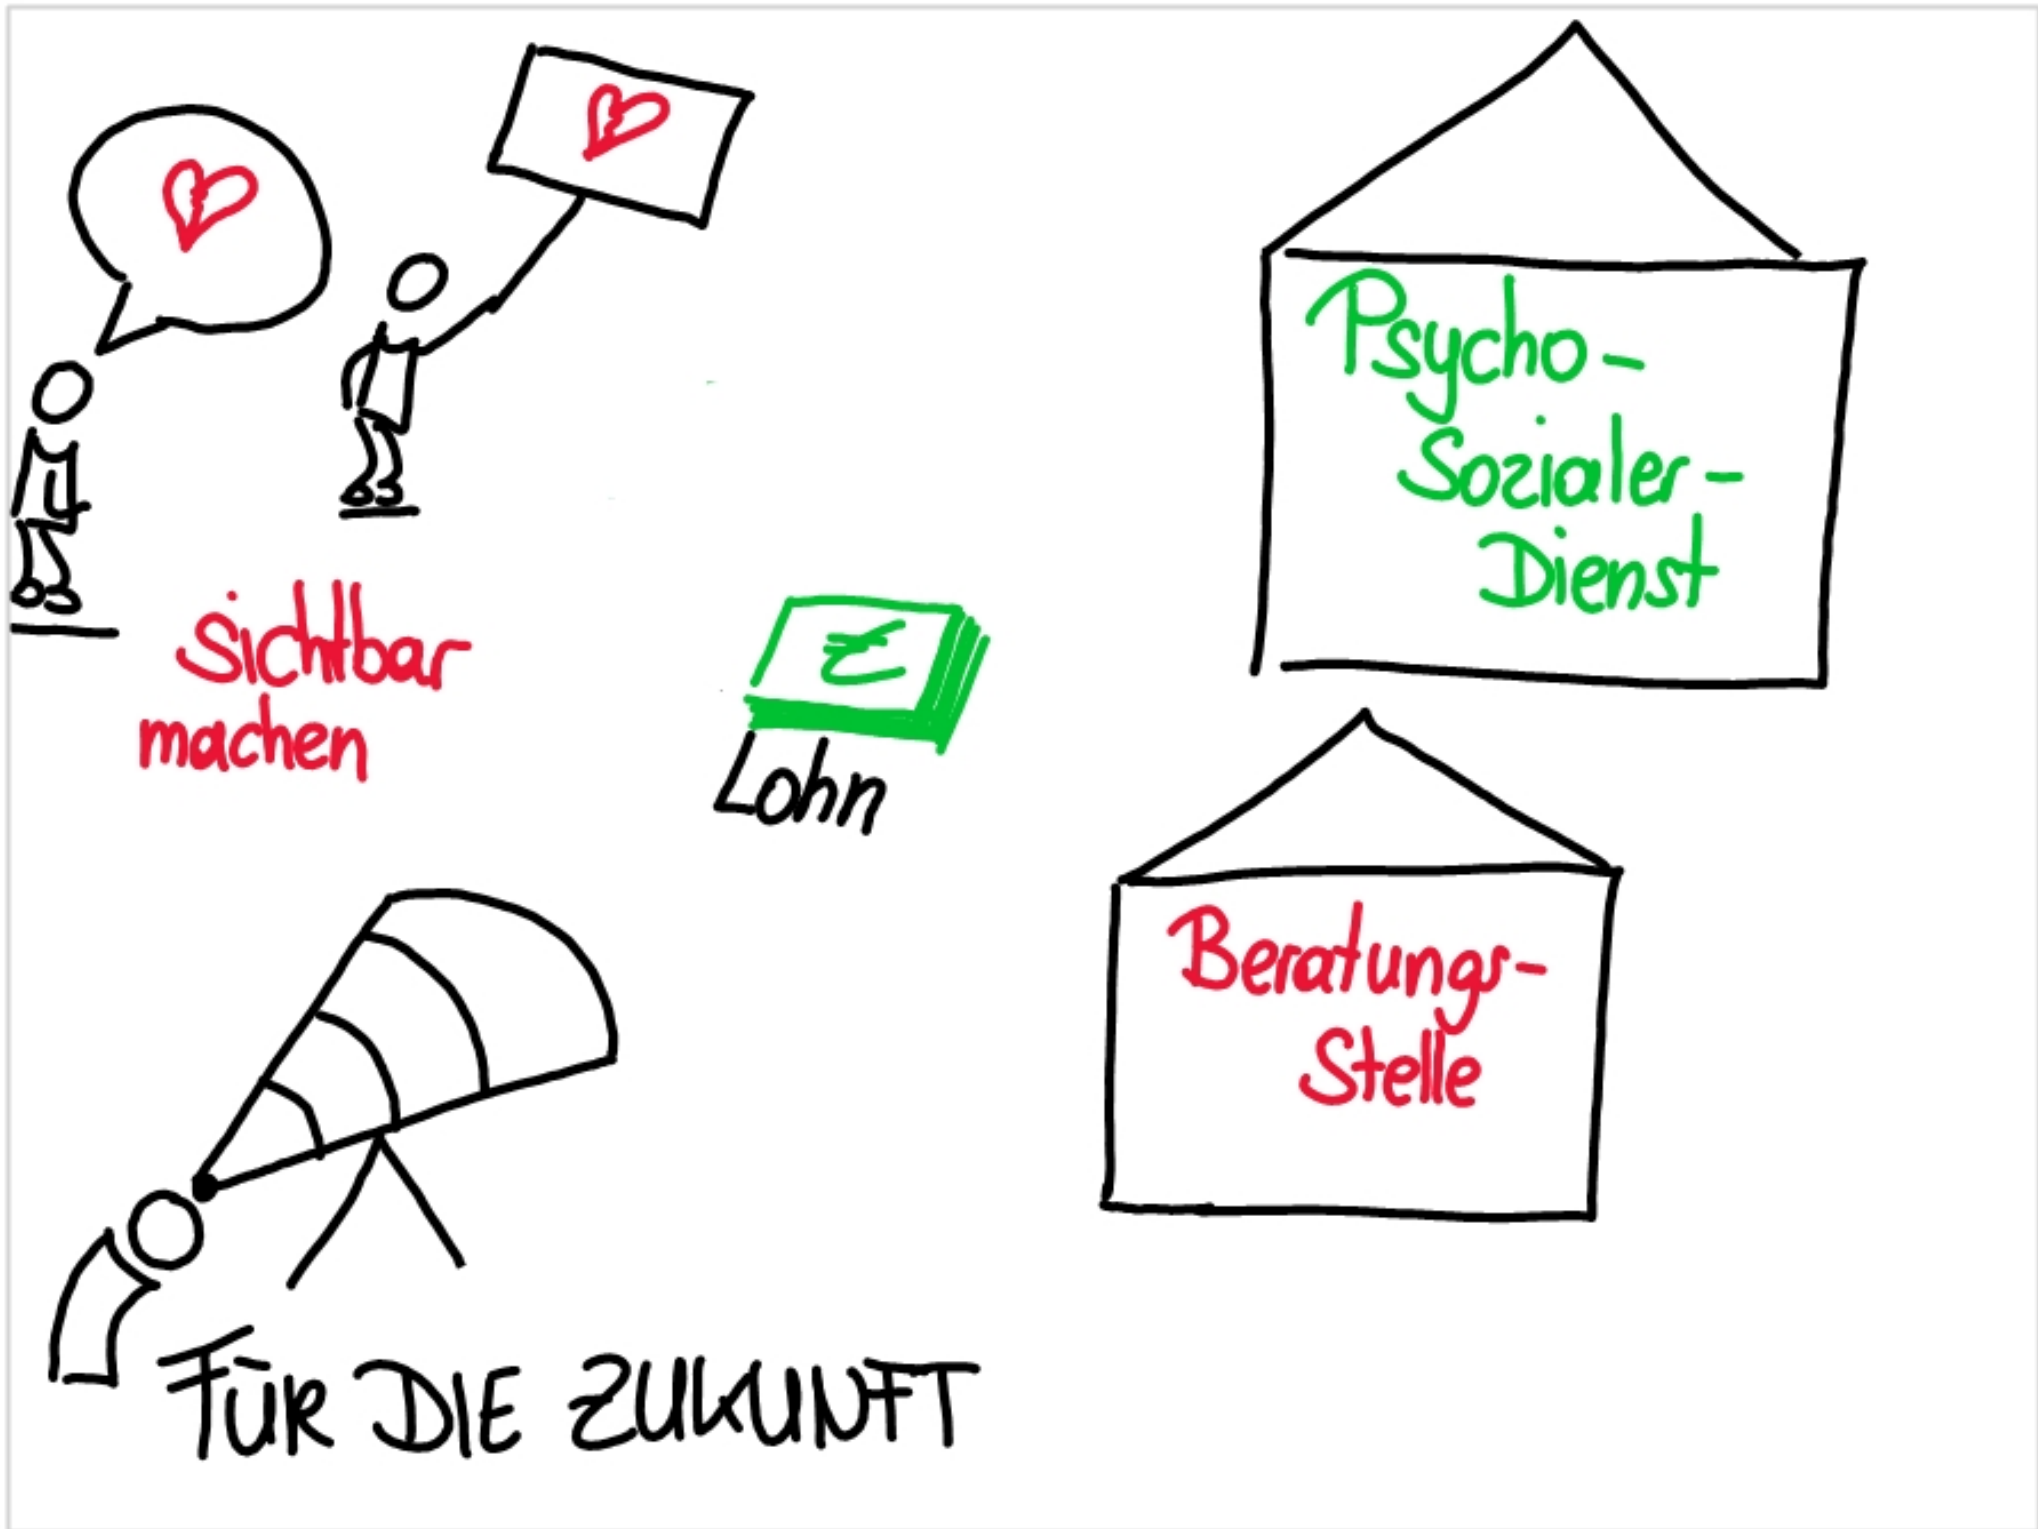 Psycho-
Sozialer-
Dienst
sichtbar
machen
€
Lohn
Beratungs-
Stelle
FÜR DIE ZUKUNFT